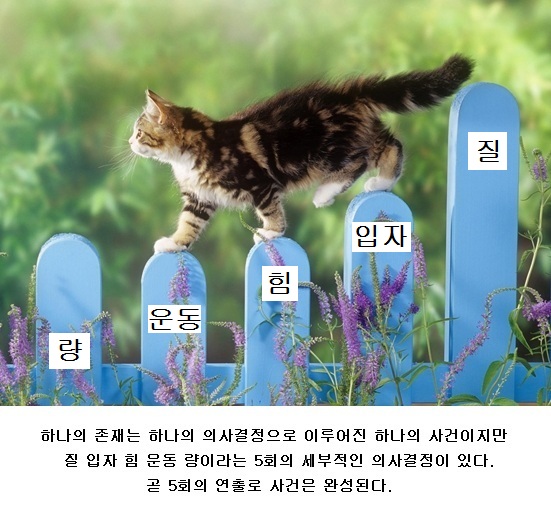 질
입자
힘
운동
량
하나의 존재는 하나의 의사결정으로 이루어진 하나의 사건이지만
질 입자 힘 운동 량이라는 5회의 세부적인 의사결정이 있다.
곧 5회의 연출로 사건은 완성된다.